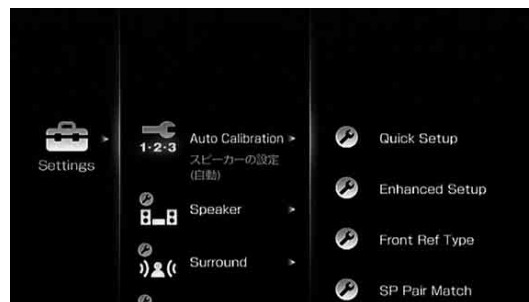 Settings
1-2-3
Auto Calibration
スピーカーの設定
(自動)
Speaker
Surround
Quick Setup
Enhanced Setup
Front Ref Type
SP Pair Match